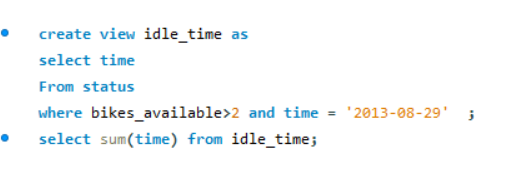 create view idle_time as
select time
From status
where bikes_available>2 and time = '2013-08-29'  ;
select sum(time) from idle_time;